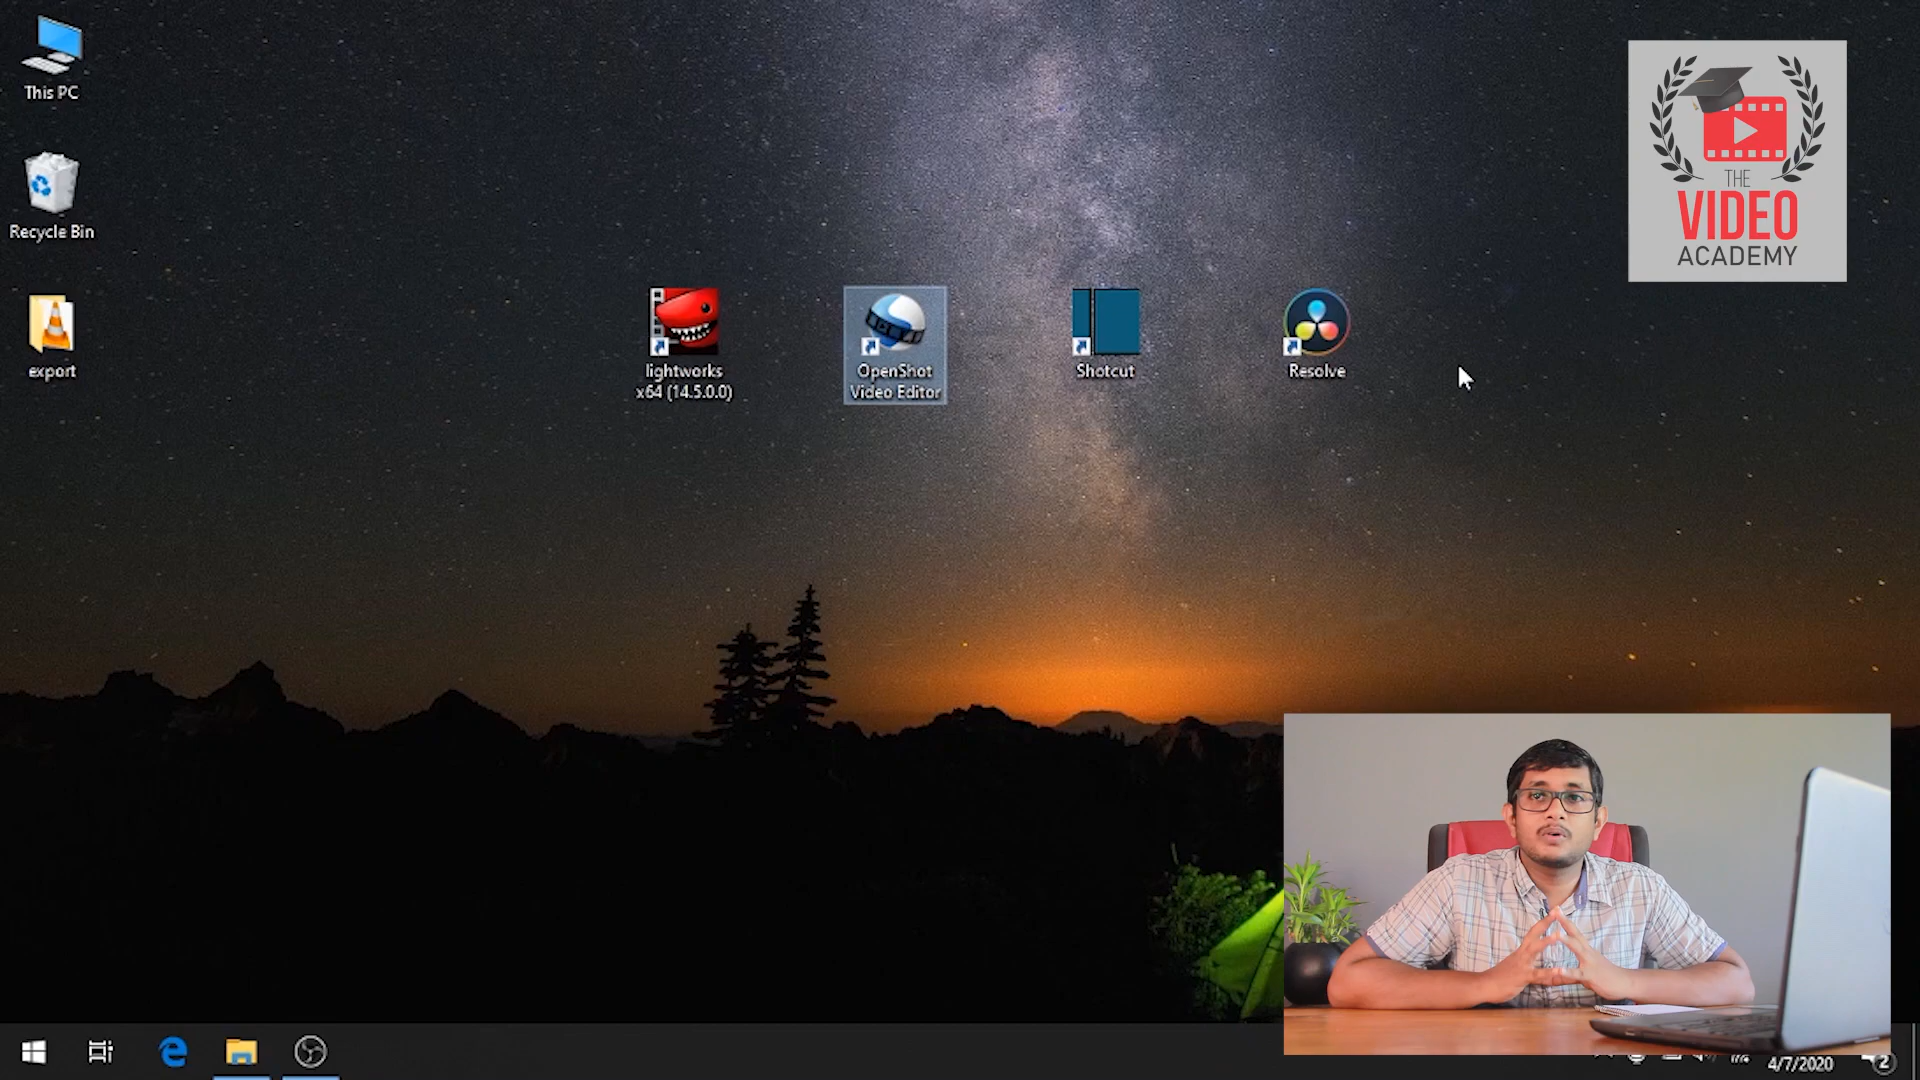 This PC
Recycle Bin
export
lightworks
x64 (14.5.0.0)
OpenShot
Video Editor
Shotcut
Resolve
THE
VIDEO
ACADEMY
4/7/2020
2